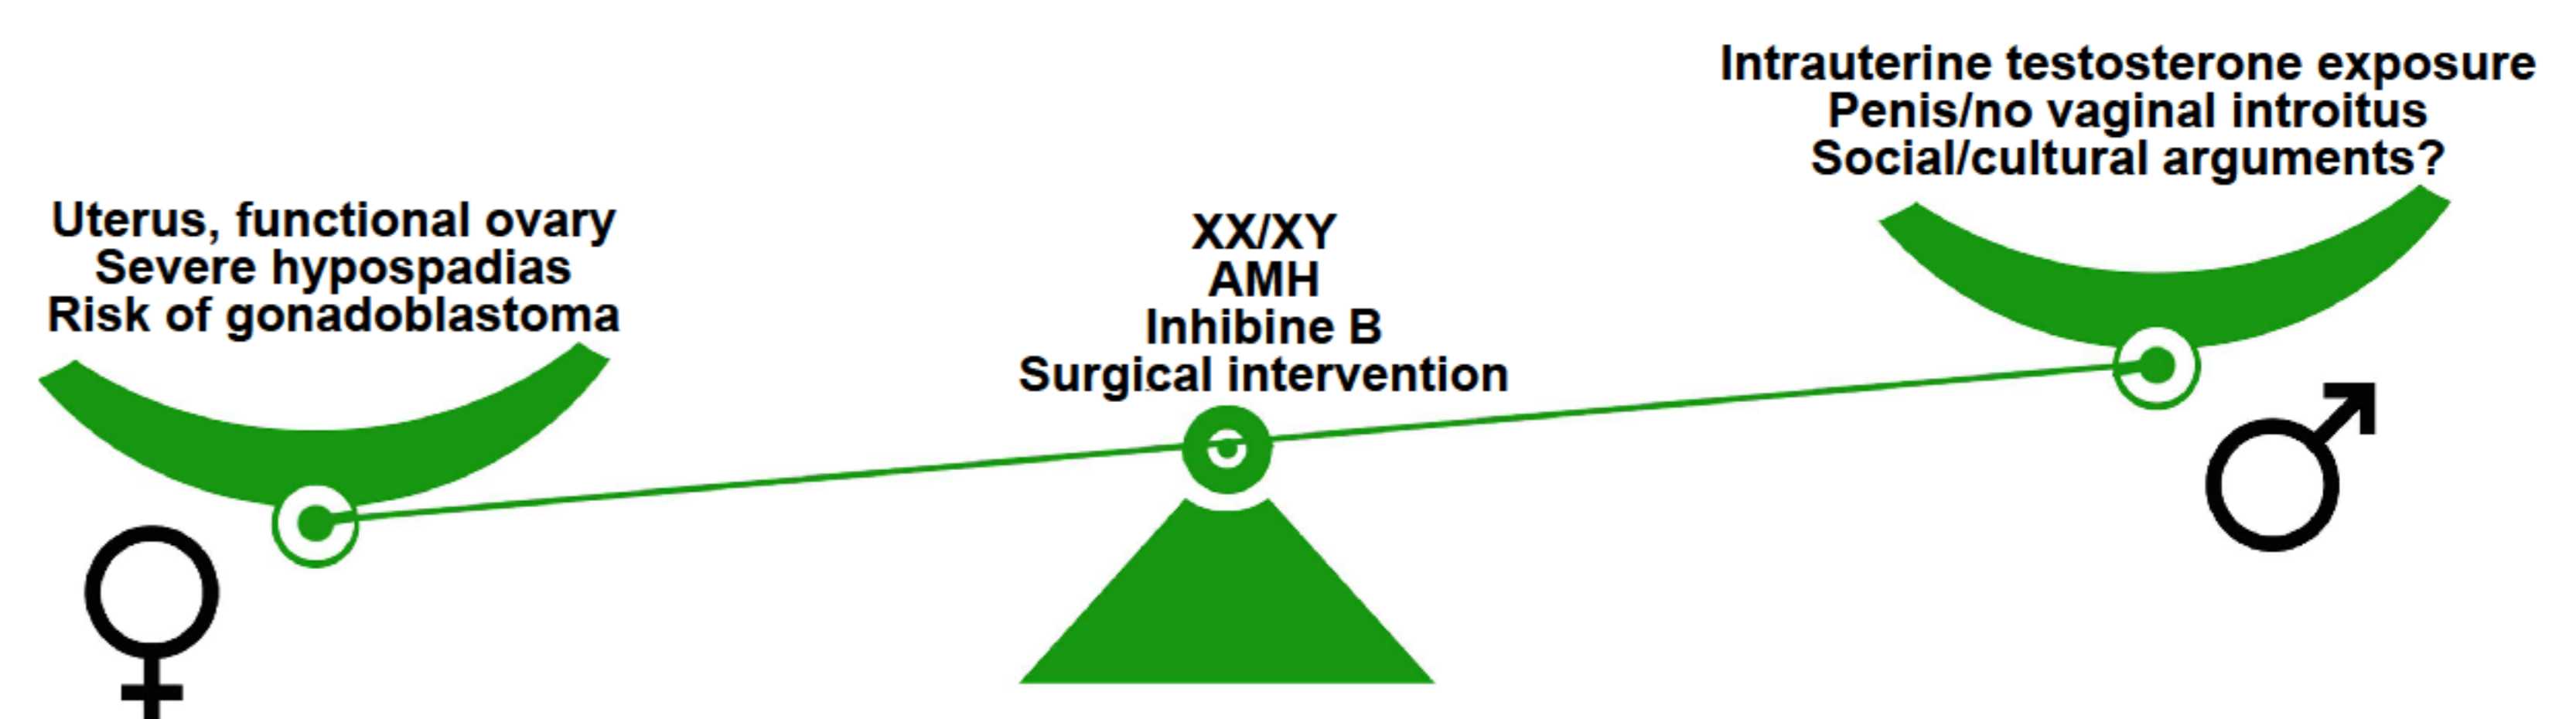 Uterus, functional ovary
Severe hypospadias
Risk of gonadoblastoma
XX/XY
AMH
Inhibine B
Surgical intervention
Intrauterine testosterone exposure
Penis/no vaginal introitus
Social/cultural arguments?